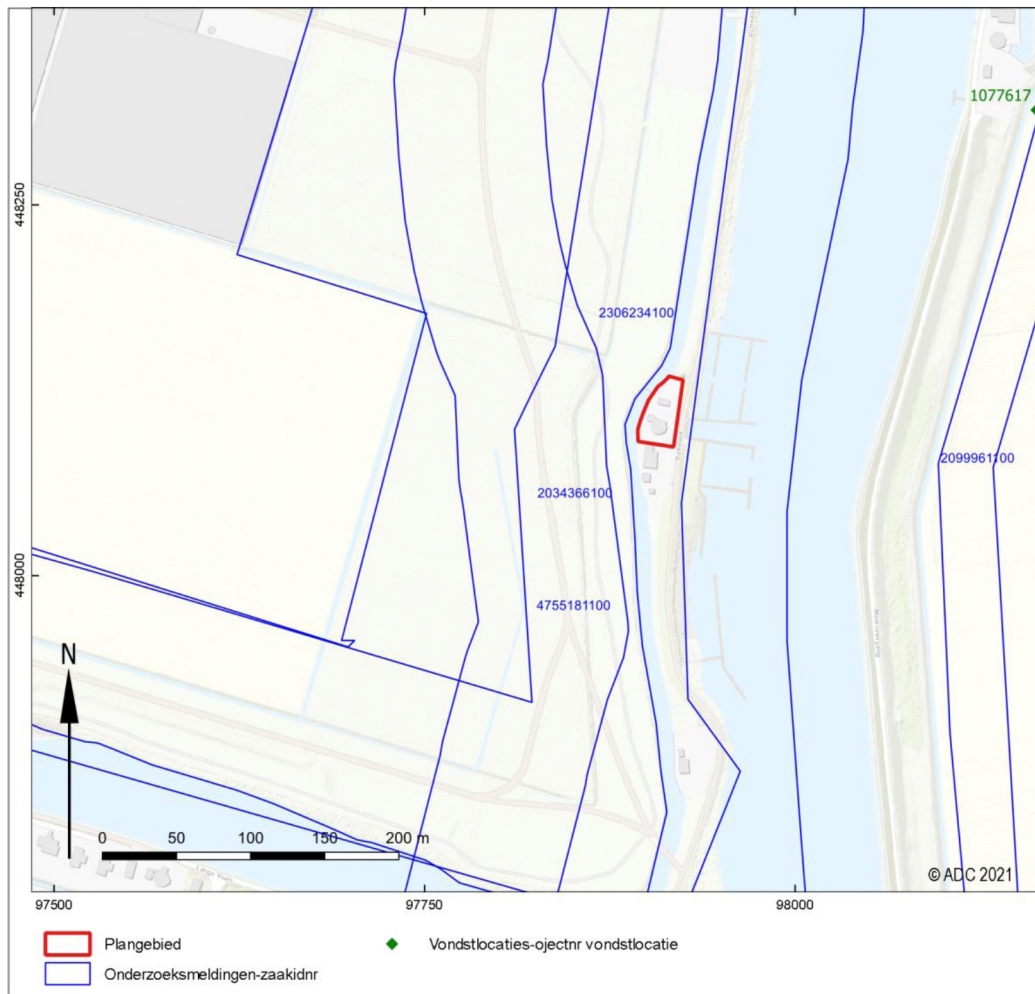 1077617
448250
2306234100
2099961100
2034366100
448000
4755181100
N
0 50 100 150 200 m
© ADC 2021
97500 97750 98000
Plangebied
Vondstlocaties-ojectnr vondstlocatie
Onderzoeksmeldingen-zaakidnr